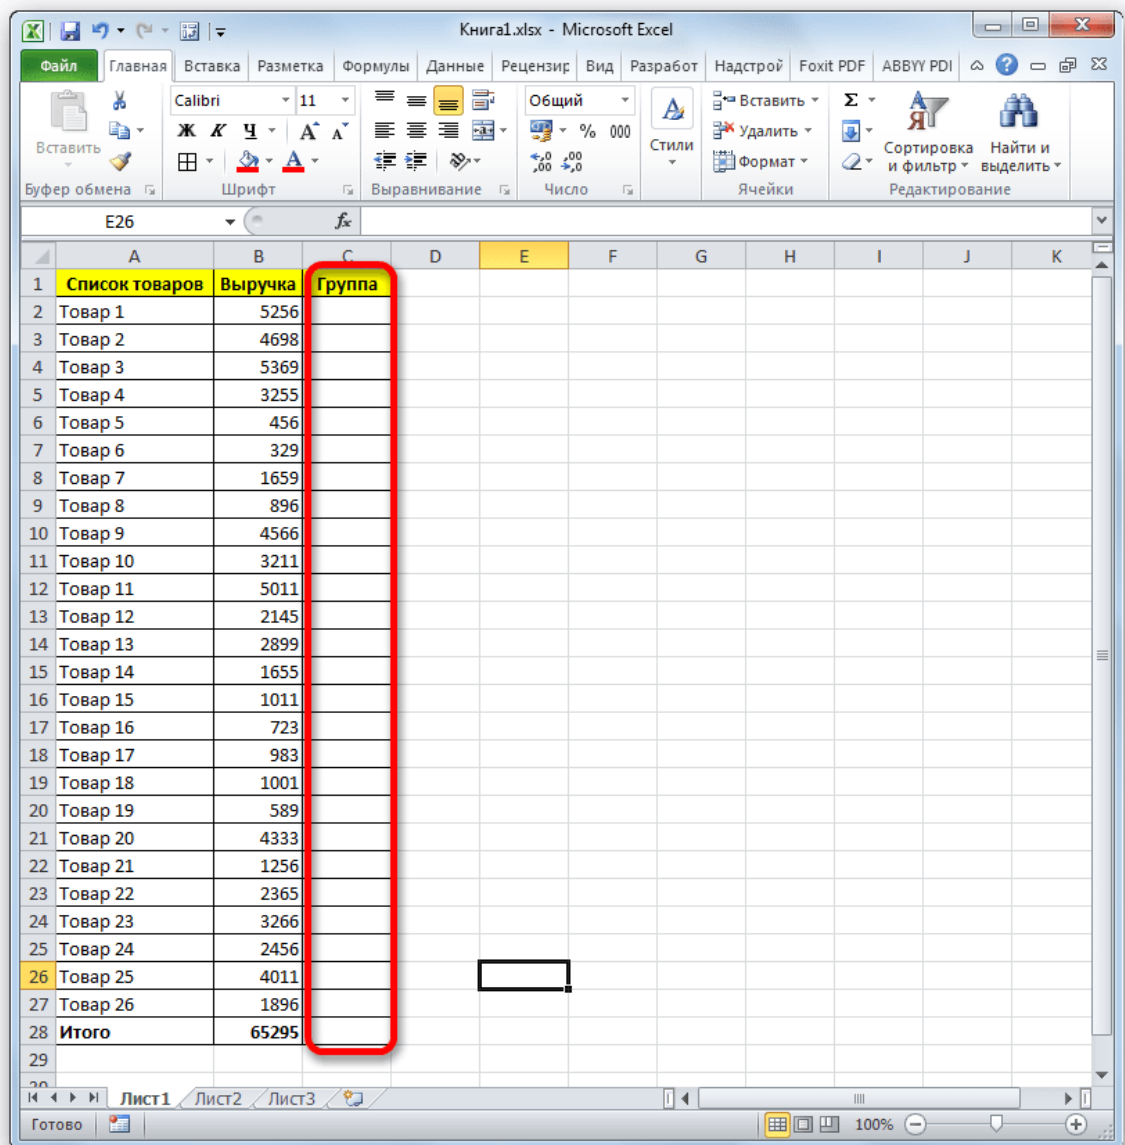 Книга1.xlsx - Microsoft Excel
Файл Главная Вставка Разметка Формулы Данные Рецензир Вид Разработ Надстрой Foxit PDF ABBYY PDI
Calibri 11 Общий Вставить Σ
Вставить Ж К Ч А А % 000 Стили Удалить Сортировка и фильтр Найти и выделить
А Формат
Буфер обмена Шрифт Выравнивание Число Ячейки Редактирование
E26 fx
A B C D E F G H I J K
1 Список товаров Выручка Группа
2 Товар 1 5256
3 Товар 2 4698
4 Товар 3 5369
5 Товар 4 3255
6 Товар 5 456
7 Товар 6 329
8 Товар 7 1659
9 Товар 8 896
10 Товар 9 4566
11 Товар 10 3211
12 Товар 11 5011
13 Товар 12 2145
14 Товар 13 2899
15 Товар 14 1655
16 Товар 15 1011
17 Товар 16 723
18 Товар 17 983
19 Товар 18 1001
20 Товар 19 589
21 Товар 20 4333
22 Товар 21 1256
23 Товар 22 2365
24 Товар 23 3266
25 Товар 24 2456
26 Товар 25 4011
27 Товар 26 1896
28 Итого 65295
29
Лист1 Лист2 Лист3
Готово 100%